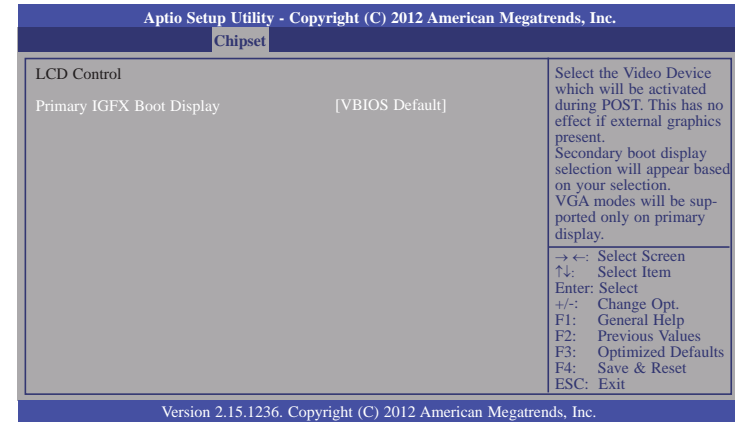 Aptio Setup Utility - Copyright (C) 2012 American Megatrends, Inc.
Chipset
LCD Control
Primary IGFX Boot Display [VBIOS Default]
Select the Video Device
which will be activated
during POST. This has no
effect if external graphics
present.
Secondary boot display
selection will appear based
on your selection.
VGA modes will be sup-
ported only on primary
display.
→ ←: Select Screen
↑↓: Select Item
Enter: Select
+/-: Change Opt.
F1: General Help
F2: Previous Values
F3: Optimized Defaults
F4: Save & Reset
ESC: Exit
Version 2.15.1236. Copyright (C) 2012 American Megatrends, Inc.